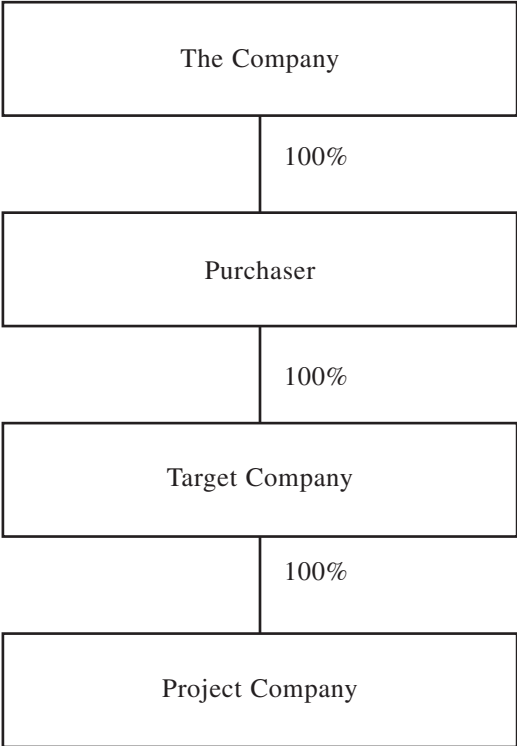 The Company
100%
Purchaser
100%
Target Company
100%
Project Company